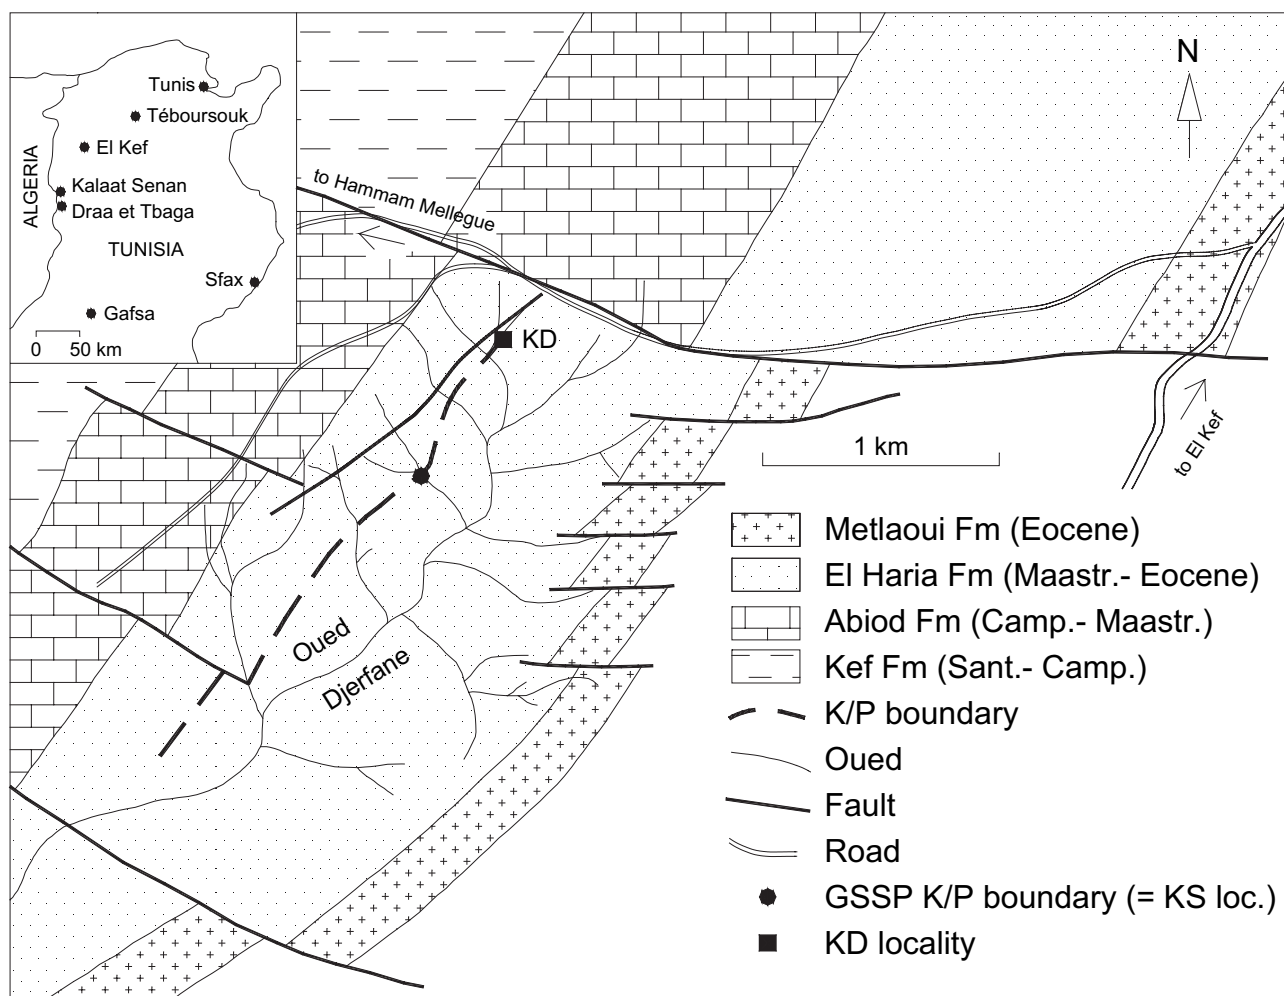 Tunis
Téboursouk
El Kef
ALGERIA
Kalaat Senan
Draa et Tbaga
TUNISIA
Sfax
Gafsa
0 50 km
to Hammam Mellegue
N
KD
1 km
to El Kef
Oued
Djerfane
Metlaoui Fm (Eocene)
El Haria Fm (Maastr.- Eocene)
Abiod Fm (Camp.- Maastr.)
Kef Fm (Sant.- Camp.)
K/P boundary
Oued
Fault
Road
GSSP K/P boundary (= KS loc.)
KD locality